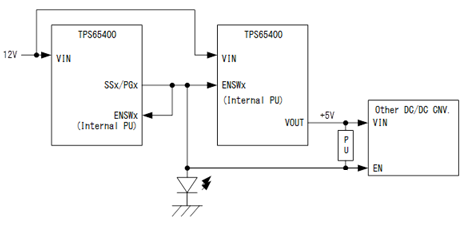 TPS65400
TPS65400
12V
VIN
VIN
SSx/PGx
ENSWx
(Internal PU)
ENSWx
(Internal PU)
VOUT
+5V
PU
Other DC/DC CNV.
VIN
EN